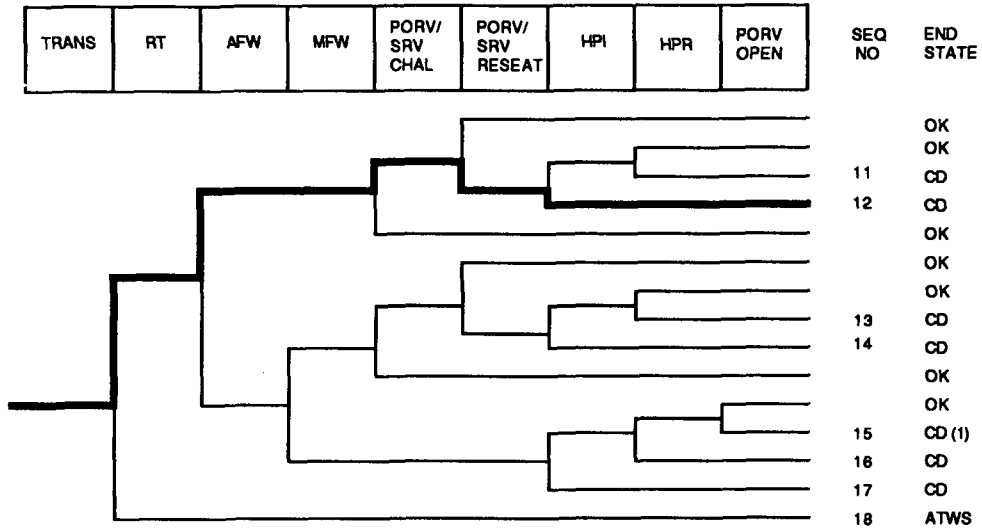 TRANS RT AFW MFW PORV/ SRV CHAL PORV/ SRV RESEAT HPI HPR PORV OPEN SEQ NO END STATE
OK
OK
11 CD
12 CD
OK
OK
OK
13 CD
14 CD
OK
OK
15 CD (1)
16 CD
17 CD
18 ATWS